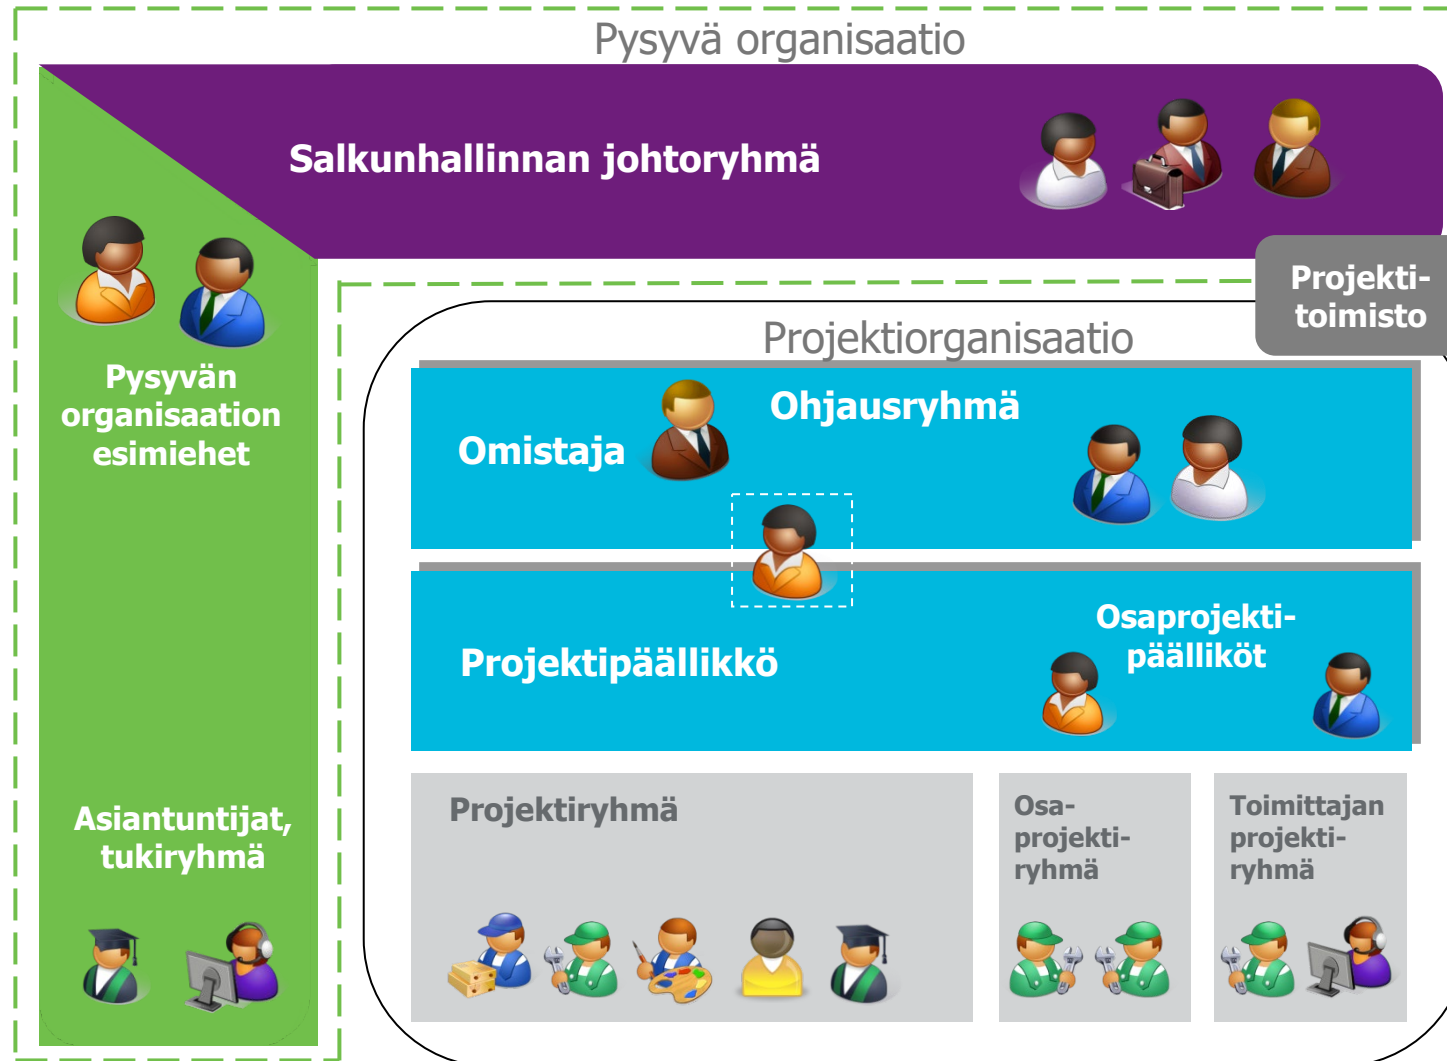 Pysyvä organisaatio
Salkunhallinnan johtoryhmä
Projekti-
toimisto
Pysyvän
organisaation
esimiehet
Projektiorganisaatio
Ohjausryhmä
Omistaja
Projektipäällikkö
Osaprojekti-
päälliköt
Asiantuntijat,
tukiryhmä
Projektiryhmä
Osa-
projekti-
ryhmä
Toimittajan
projekti-
ryhmä